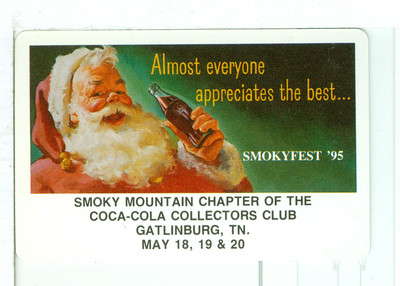 Almost everyone
appreciates the best...
SMOKYFEST '95
SMOKY MOUNTAIN CHAPTER OF THE
COCA-COLA COLLECTORS CLUB
GATLINBURG, TN.
MAY 18, 19 & 20